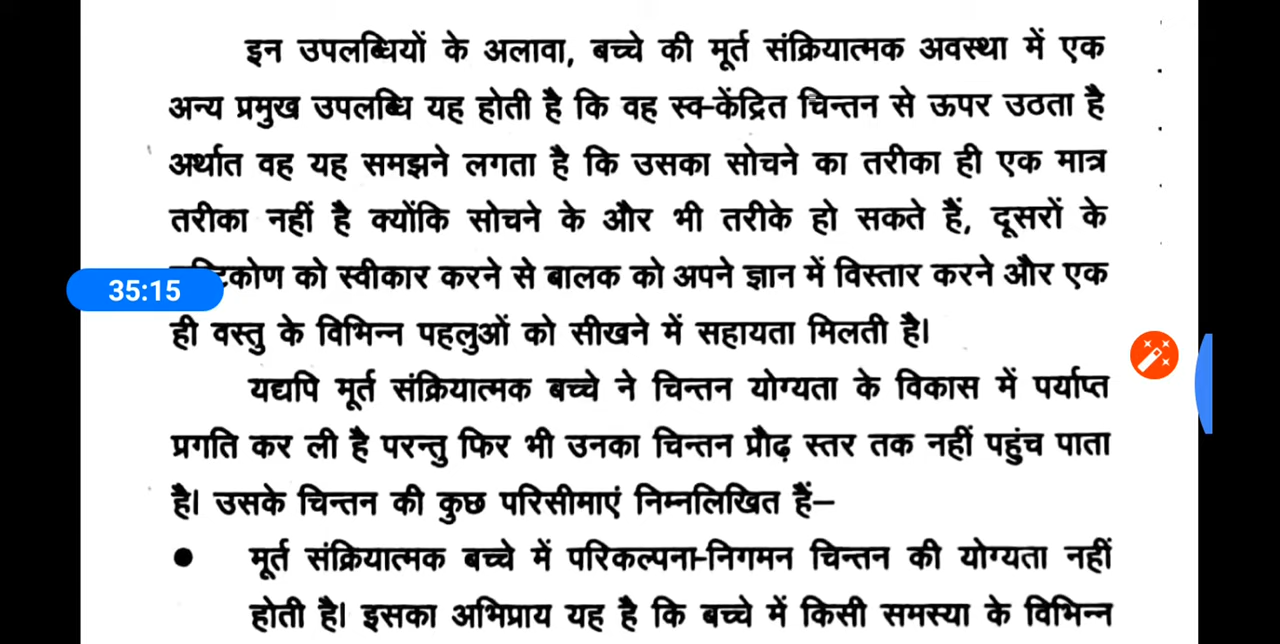 इन उपलब्धियों के अलावा, बच्चे की मूर्त संक्रियात्मक अवस्था में एक
अन्य प्रमुख उपलब्धि यह होती है कि वह स्व-केंद्रित चिन्तन से ऊपर उठता है
अर्थात वह यह समझने लगता है कि उसका सोचने का तरीका ही एक मात्र
तरीका नहीं है क्योंकि सोचने के और भी तरीके हो सकते हैं, दूसरों के
35:15 को स्वीकार करने से बालक को अपने ज्ञान में विस्तार करने और एक
ही वस्तु के विभिन्न पहलुओं को सीखने में सहायता मिलती है।
यद्यपि मूर्त संक्रियात्मक बच्चे ने चिन्तन योग्यता के विकास में पर्याप्त
प्रगति कर ली है परन्तु फिर भी उनका चिन्तन प्रौढ़ स्तर तक नहीं पहुंच पाता
है। उसके चिन्तन की कुछ परिसीमाएं निम्नलिखित हैं–
● मूर्त संक्रियात्मक बच्चे में परिकल्पना-निगमन चिन्तन की योग्यता नहीं
होती है। इसका अभिप्राय यह है कि बच्चे में किसी समस्या के विभिन्न